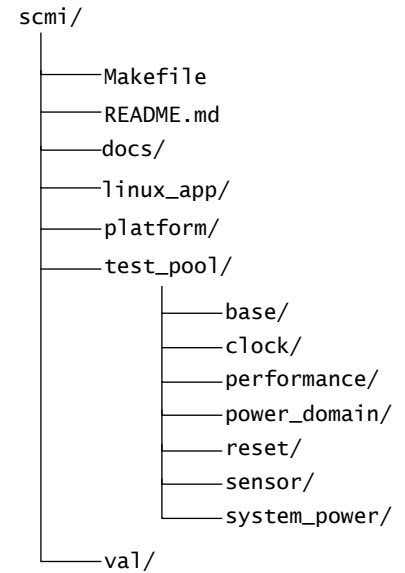 scmi/
Makefile
README.md
docs/
linux_app/
platform/
test_pool/
base/
clock/
performance/
power_domain/
reset/
sensor/
system_power/
val/